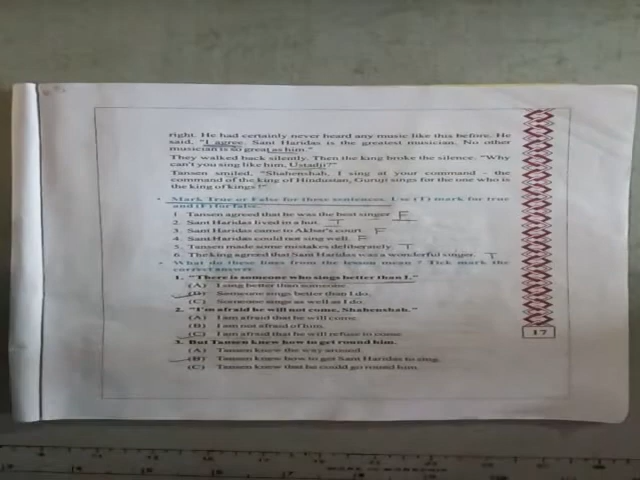 right. He had certainly never heard any music like this before. He
said, "I agree. Sant Haridas is the greatest musician. No other
musician is so great as him."
They walked back silently. Then the king broke the silence. "Why
can't you sing like him, Ustadji?"
Tansen smiled. "Shahenshah, I sing at your command - the
command of the king of Hindustan, Guruji sings for the one who is
the king of kings!"
• Mark True or False for these sentences. Use (T) mark for true
and (F) for false.
1. Tansen agreed that he was the best singer. F
2. Sant Haridas lived in a hut. T
3. Sant Haridas came to Akbar's court. F
4. Sant Haridas could not sing well. F
5. Tansen made some mistakes deliberately. T
6. The king agreed that Sant Haridas was a wonderful singer. T
• What do these lines from the lesson mean? Tick mark the
correct answer
1. "There is someone who sings better than I."
(A) I sing better than someone.
(B) Someone sings better than I do.
(C) Someone sings as well as I do.
2. "I'm afraid he will not come, Shahenshah."
(A) I am afraid that he will come.
(B) I am not afraid of him.
(C) I am afraid that he will refuse to come.
3. But Tansen knew how to get round him.
(A) Tansen knew the way around.
(B) Tansen knew how to get Sant Haridas to sing.
(C) Tansen knew that he could go round him.
17